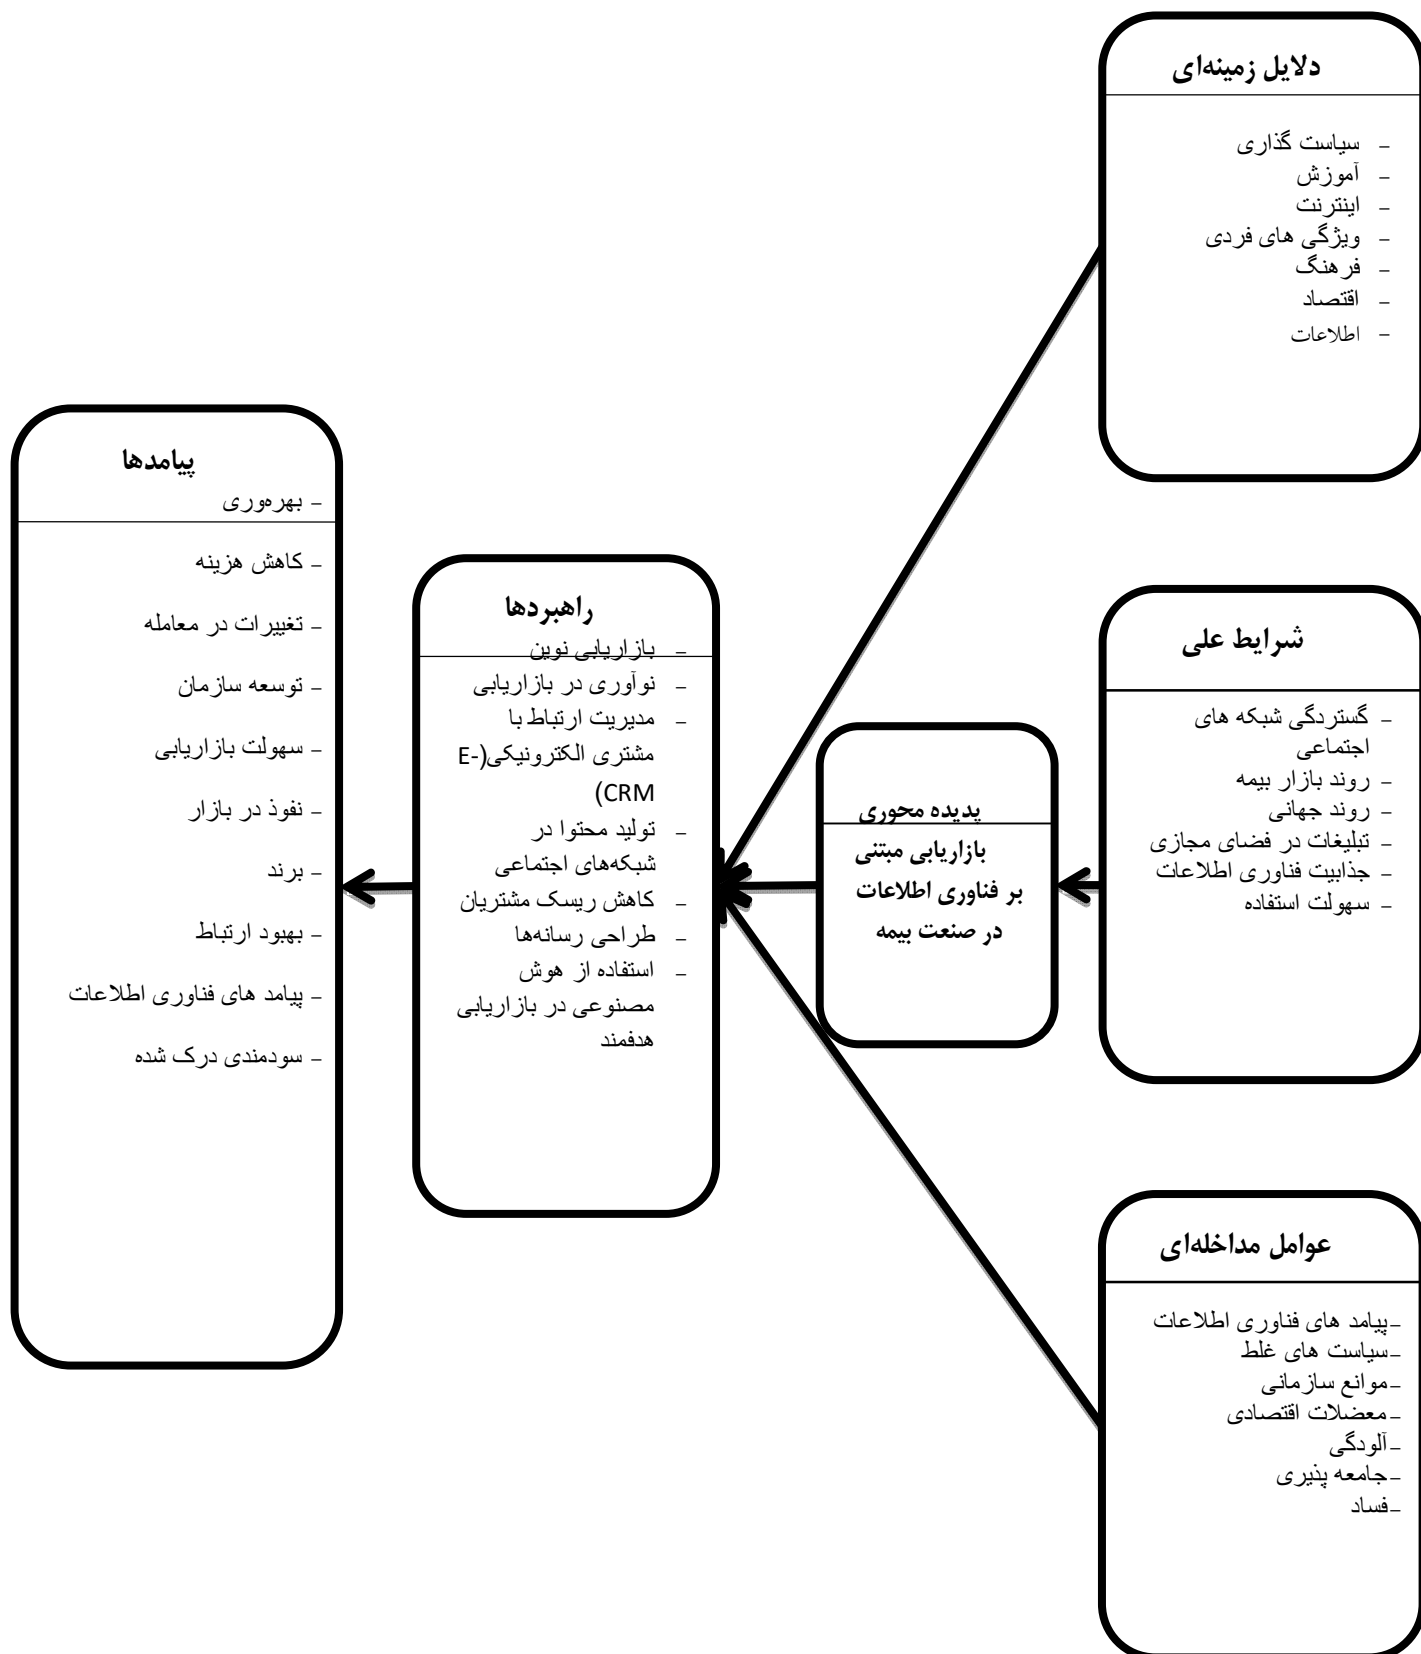 دلایل زمینه‌ای
- سیاست گذاری
- آموزش
- اینترنت
- ویژگی های فردی
- فرهنگ
- اقتصاد
- اطلاعات
شرایط علی
- گستردگی شبکه های
اجتماعی
- روند بازار بیمه
- روند جهانی
- تبلیغات در فضای مجازی
- جذابیت فناوری اطلاعات
- سهولت استفاده
عوامل مداخله‌ای
-پیامد های فناوری اطلاعات
-سیاست های غلط
-موانع سازمانی
-معضلات اقتصادی
-آلودگی
-جامعه پذیری
-فساد
پدیده محوری
بازاریابی مبتنی
بر فناوری اطلاعات
در صنعت بیمه
راهبردها
- بازاریابی نوین
- نوآوری در بازاریابی
- مدیریت ارتباط با
مشتری الکترونیکی(E-
CRM)
- تولید محتوا در
شبکه‌های اجتماعی
- کاهش ریسک مشتریان
- طراحی رسانه‌ها
- استفاده از هوش
مصنوعی در بازاریابی
هدفمند
پیامدها
- بهره‌وری
- کاهش هزینه
- تغییرات در معامله
- توسعه سازمان
- سهولت بازاریابی
- نفوذ در بازار
- برند
- بهبود ارتباط
- پیامد های فناوری اطلاعات
- سودمندی درک شده